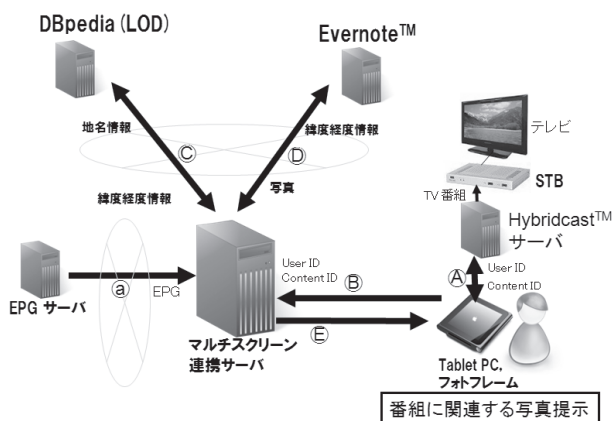 DBpedia (LOD)
Evernote™
地名情報
Ⓒ
緯度経度情報
Ⓓ
緯度経度情報
写真
テレビ
STB
TV 番組
Hybridcast™
サーバ
EPG サーバ
ⓐ
EPG
User ID
Content ID
マルチスクリーン
連携サーバ
Ⓑ
Ⓔ
Ⓐ
User ID
Content ID
Tablet PC,
フォトフレーム
番組に関連する写真提示